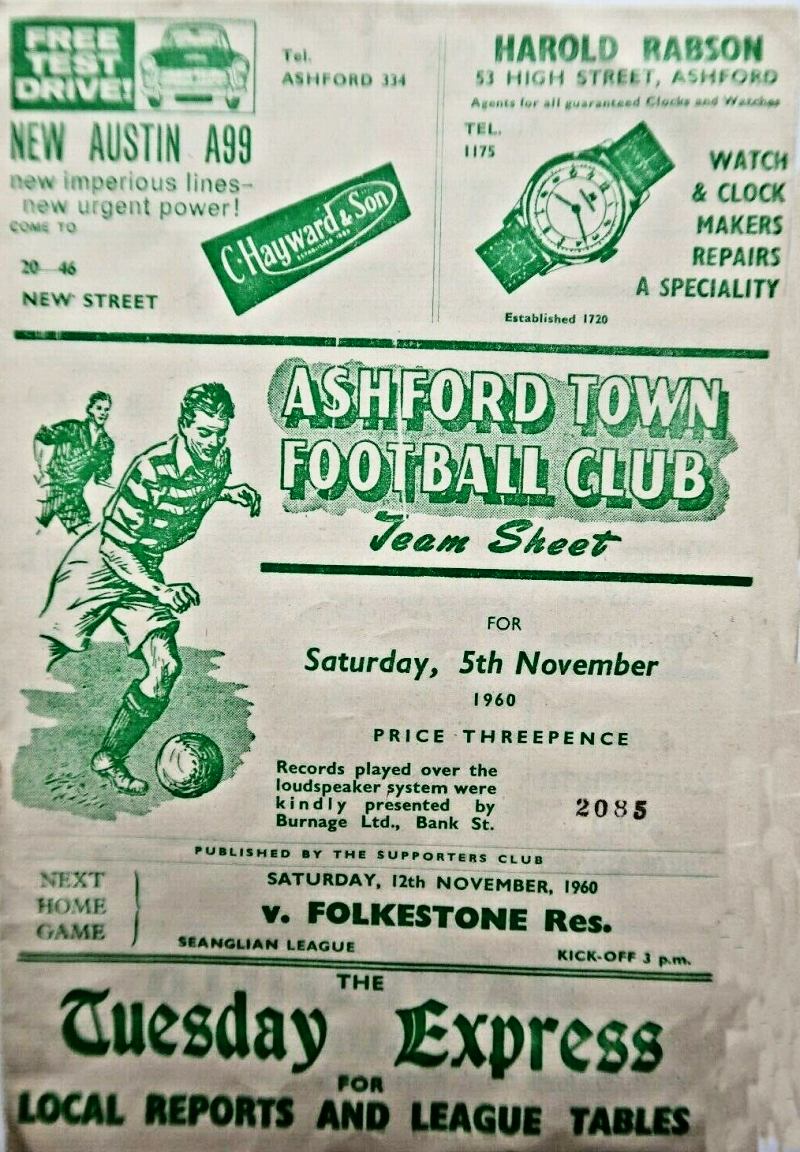 FREE
TEST
DRIVE!
NEW AUSTIN A99
new imperious lines-
new urgent power!
COME TO
20-46
NEW STREET
Tel.
ASHFORD 334
C. Hayward & Son
HAROLD RABSON
53 HIGH STREET, ASHFORD
Agents for all guaranteed Clocks and Watches
TEL.
1175
WATCH
& CLOCK
MAKERS
REPAIRS
A SPECIALITY
Established 1720
ASHFORD TOWN
FOOTBALL CLUB
Team Sheet
FOR
Saturday, 5th November
1960
PRICE THREEPENCE
Records played over the
loudspeaker system were
kindly presented by
Burnage Ltd., Bank St.
2085
PUBLISHED BY THE SUPPORTERS CLUB
NEXT
HOME
GAME
SATURDAY, 12th NOVEMBER, 1960
v. FOLKESTONE Res.
SEANGLIAN LEAGUE
KICK-OFF 3 p.m.
THE
Tuesday Express
FOR
LOCAL REPORTS AND LEAGUE TABLES